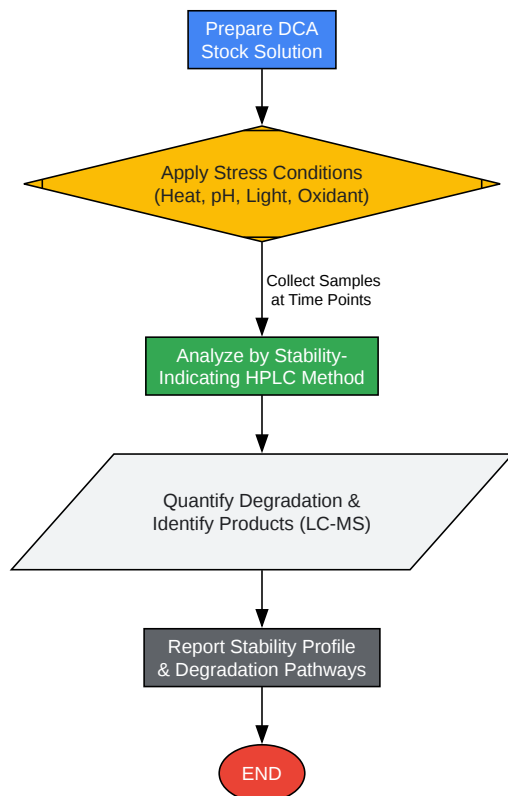 Prepare DCA
Stock Solution
Apply Stress Conditions
(Heat, pH, Light, Oxidant)
Collect Samples
at Time Points
Analyze by Stability-
Indicating HPLC Method
Quantify Degradation &
Identify Products (LC-MS)
Report Stability Profile
& Degradation Pathways
END